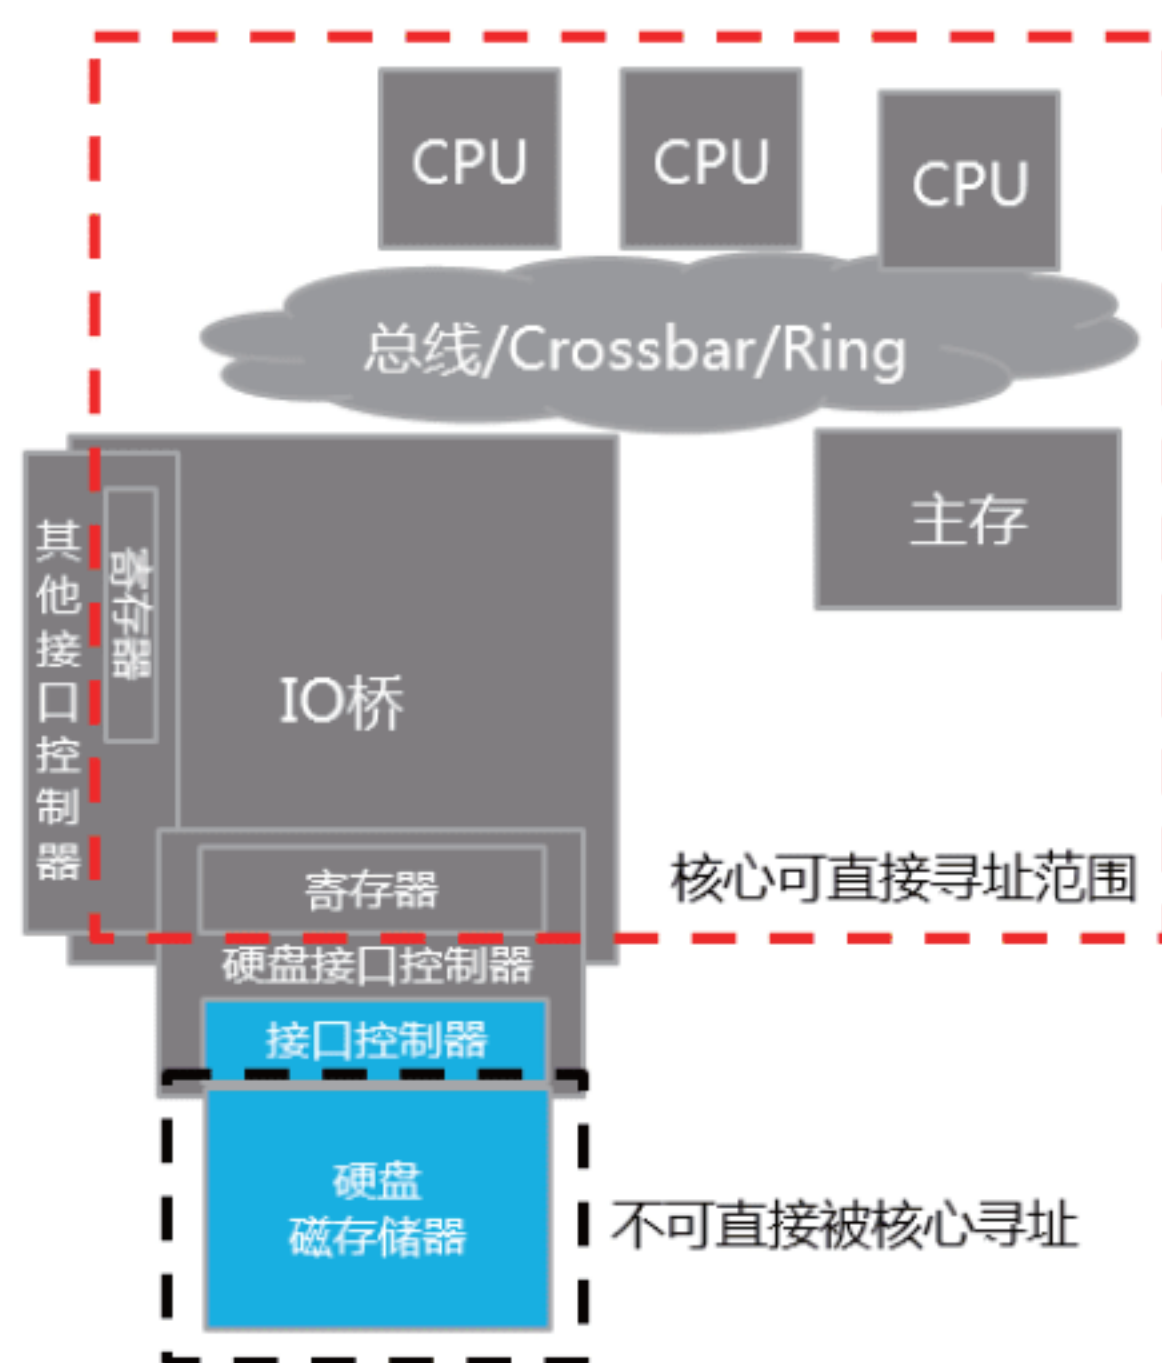 CPU
CPU
CPU
总线/Crossbar/Ring
主存
其他接口控制器
寄存器
IO桥
寄存器
核心可直接寻址范围
硬盘接口控制器
接口控制器
硬盘
磁存储器
不可直接被核心寻址